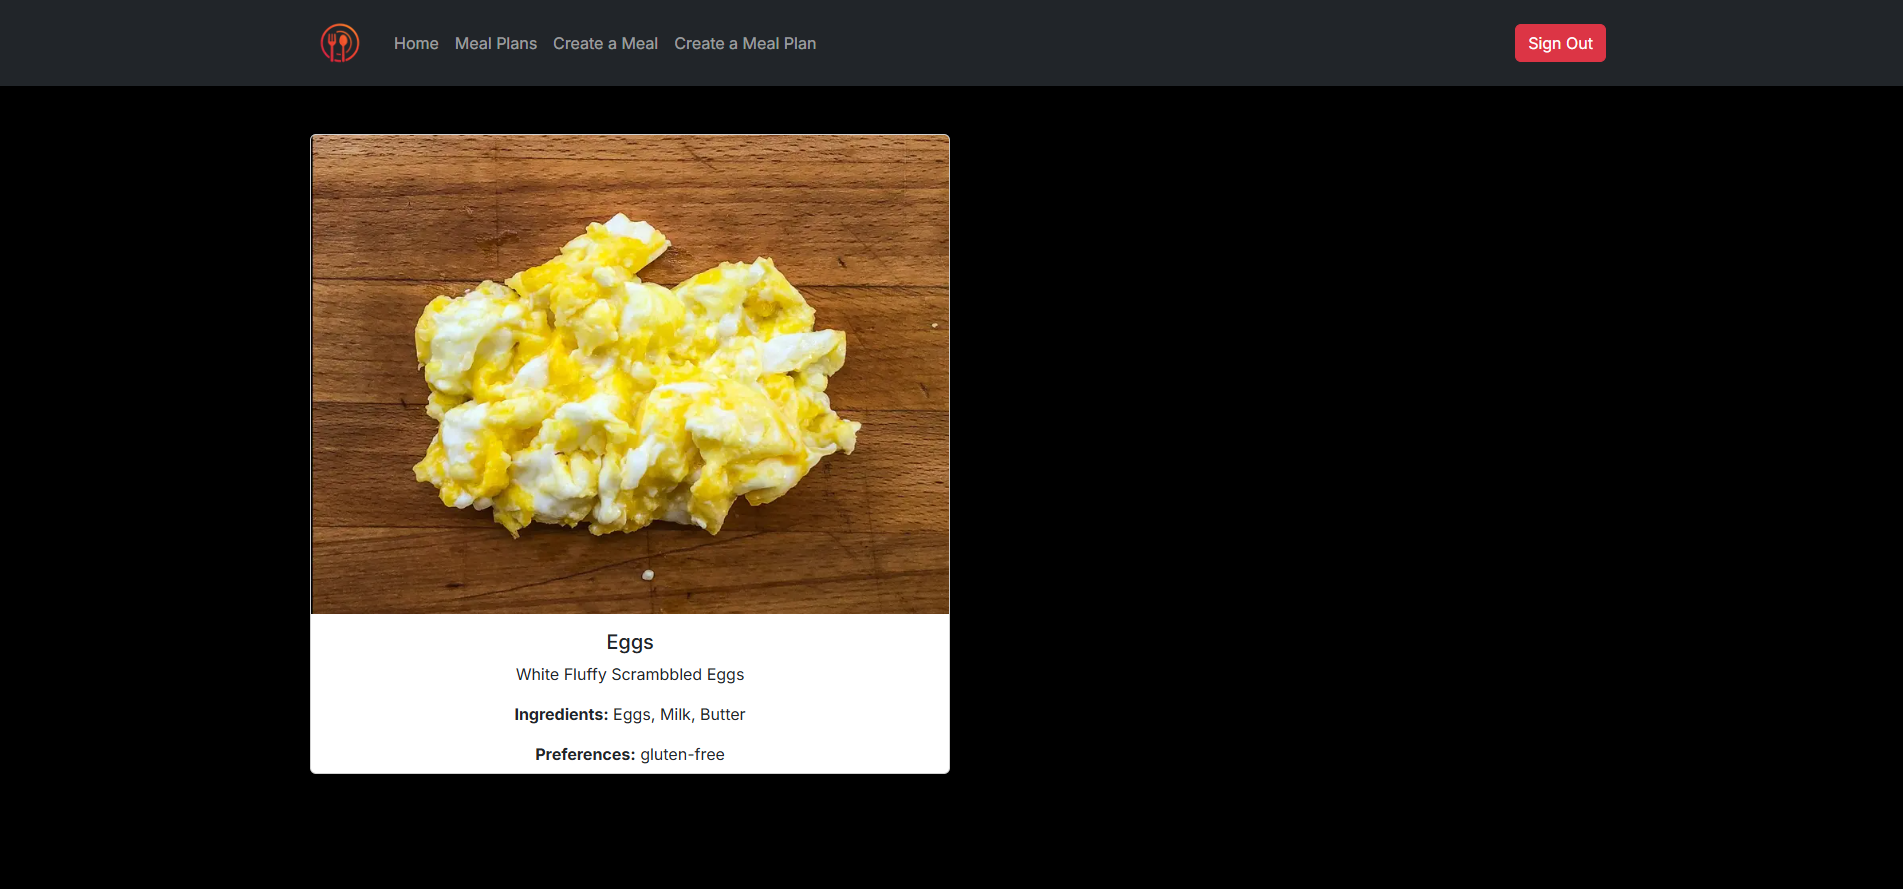 Home Meal Plans Create a Meal Create a Meal Plan Sign Out
Eggs
White Fluffy Scrambbled Eggs
Ingredients: Eggs, Milk, Butter
Preferences: gluten-free